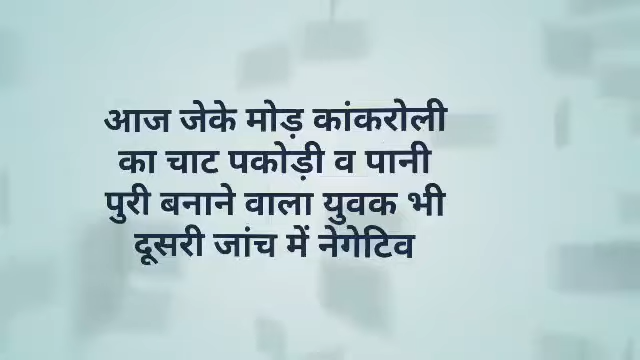 आज जेके मोड़ कांकरोली
का चाट पकोड़ी व पानी
पुरी बनाने वाला युवक भी
दूसरी जांच में नेगेटिव